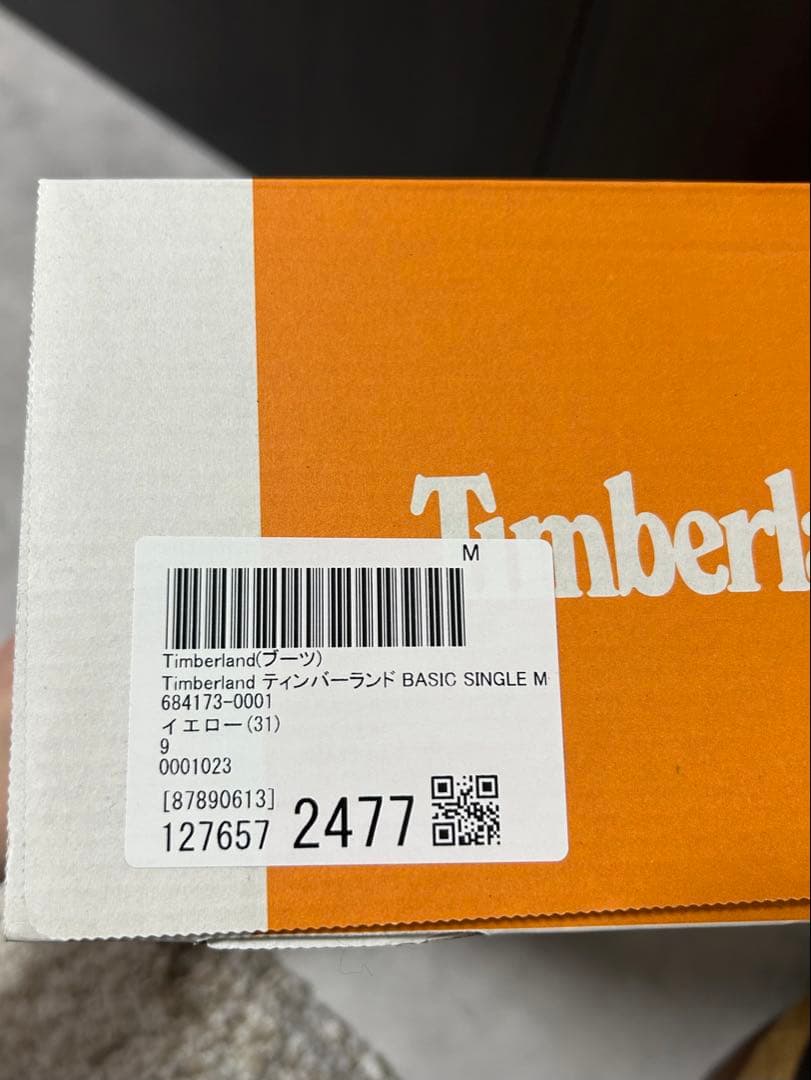 Timberla
M
Timberland(ブーツ)
Timberland ティンバーランド BASIC SINGLE M
684173-0001
イエロー(31)
9
0001023
[87890613]
127657 2477